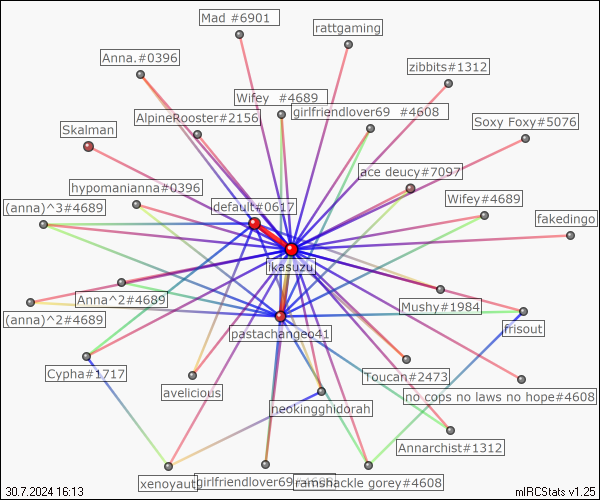 Mad #6901
rattgaming
Anna.#0396
zibbits#1312
Wifey #4689
girlfriendlover69 #4608
AlpineRooster#2156
Soxy Foxy#5076
Skalman
ace deucy#7097
hypomanianna#0396
Wifey#4689
(anna)^3#4689
default#0617
fakedingo
ikasuzu
Anna^2#4689
Mushy#1984
(anna)^2#4689
frisout
pastachangeo41
Cypha#1717
Toucan#2473
avelicious
no cops no laws no hope#4608
neokingghidorah
Annarchist#1312
xenoyaut
girlfriendlover69
ramshackle gorey#4608
30.7.2024 16:13
mIRCStats v1.25